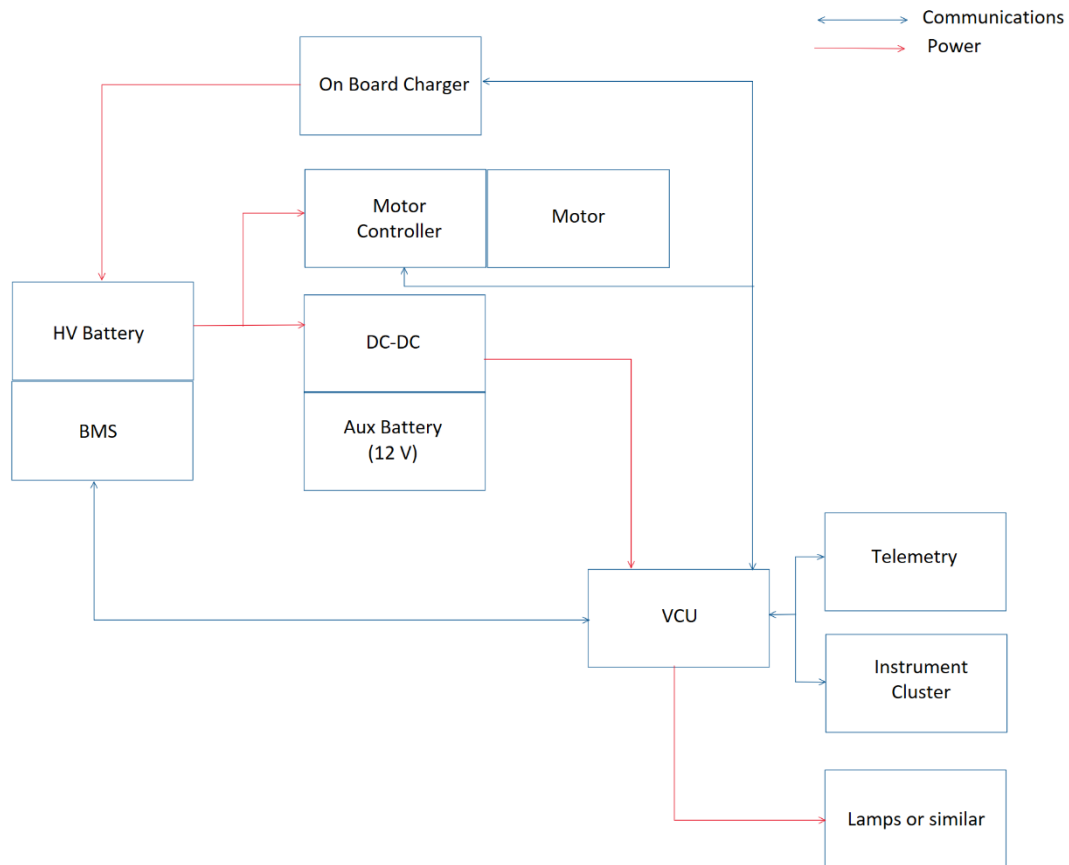 Communications
Power
On Board Charger
Motor
Controller
Motor
HV Battery
DC-DC
BMS
Aux Battery
(12 V)
Telemetry
VCU
Instrument
Cluster
Lamps or similar